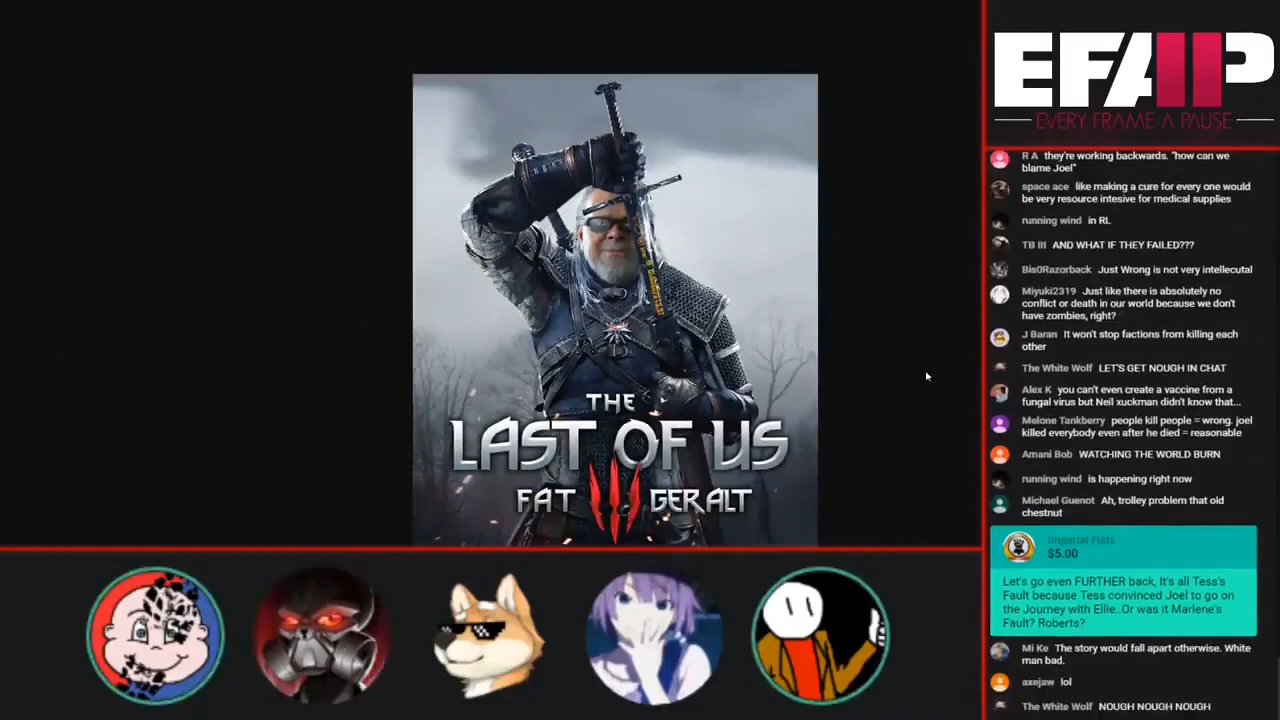 EFAP
EVERY FRAME A PAUSE
THE
LAST OF US
FAT III GERALT
R A they're working backwards. "how can we
blame Joel"
space ace like making a cure for every one would
be very resource intesive for medical supplies
running wind in RL
TB III AND WHAT IF THEY FAILED???
Bis0Razorback Just Wrong is not very intellecutal
Miyuki2319 Just like there is absolutely no
conflict or death in our world because we don't
have zombies, right?
J Baran It won't stop factions from killing each
other
The White Wolf LET'S GET NOUGH IN CHAT
Alex K you can't even create a vaccine from a
fungal virus but Neil xuckman didn't know that...
Melone Tankberry people kill people = wrong. joel
killed everybody even after he died = reasonable
Amani Bob WATCHING THE WORLD BURN
running wind is happening right now
Michael Guenot Ah, trolley problem that old
chestnut
Imperial Fists
$5.00
Let's go even FURTHER back, It's all Tess's
Fault because Tess convinced Joel to go on
the Journey with Ellie..Or was it Marlene's
Fault? Roberts?
Mi Ke The story would fall apart otherwise. White
man bad.
axejaw lol
The White Wolf NOUGH NOUGH NOUGH